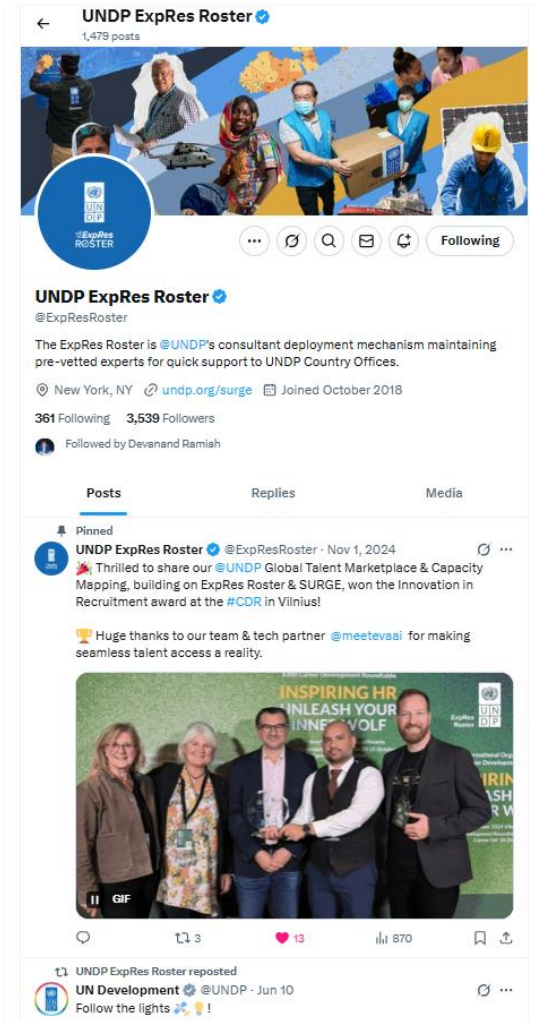 UNDP ExpRes Roster
1,479 posts
U N
D P
ExpRes
ROSTER
Following
UNDP ExpRes Roster
@ExpResRoster
The ExpRes Roster is @UNDP's consultant deployment mechanism maintaining
pre-vetted experts for quick support to UNDP Country Offices.
New York, NY undp.org/surge Joined October 2018
361 Following 3,539 Followers
Followed by Devanand Ramiah
Posts Replies Media
Pinned
UNDP ExpRes Roster @ExpResRoster · Nov 1, 2024
🎉 Thrilled to share our @UNDP Global Talent Marketplace & Capacity
Mapping, building on ExpRes Roster & SURGE, won the Innovation in
Recruitment award at the #CDR in Vilnius!
🏆 Huge thanks to our team & tech partner @meetevaai for making
seamless talent access a reality.
Career Development Roundtable
INSPIRING HR
UNLEASH YOUR
INNER WOLF
ExpRes
Roster
U N
D P
GIF
3 13 870
UNDP ExpRes Roster reposted
UN Development @UNDP · Jun 10
Follow the lights 💡!